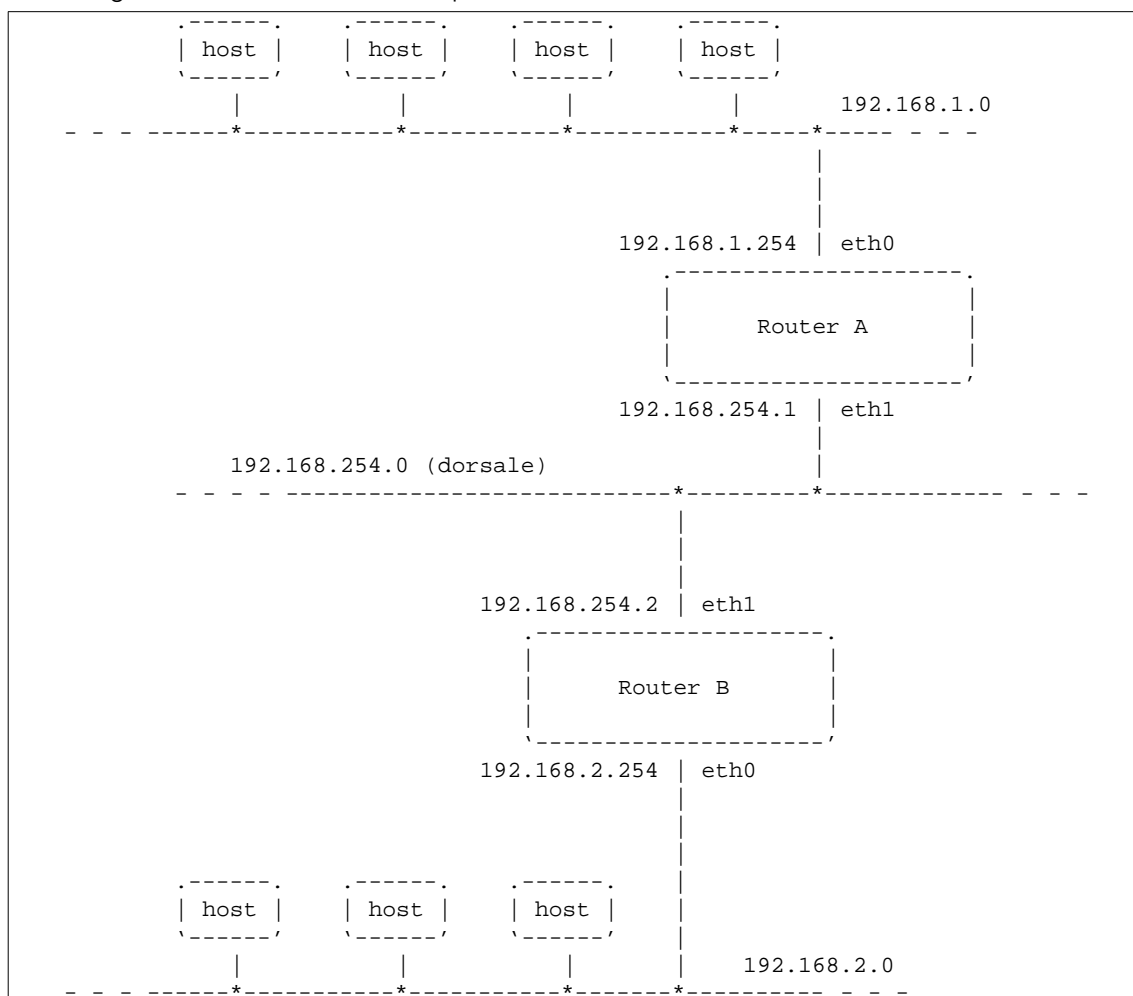 host host host host
192.168.1.0
192.168.1.254 eth0
Router A
192.168.254.1 eth1
192.168.254.0 (dorsale)
192.168.254.2 eth1
Router B
192.168.2.254 eth0
host host host
192.168.2.0